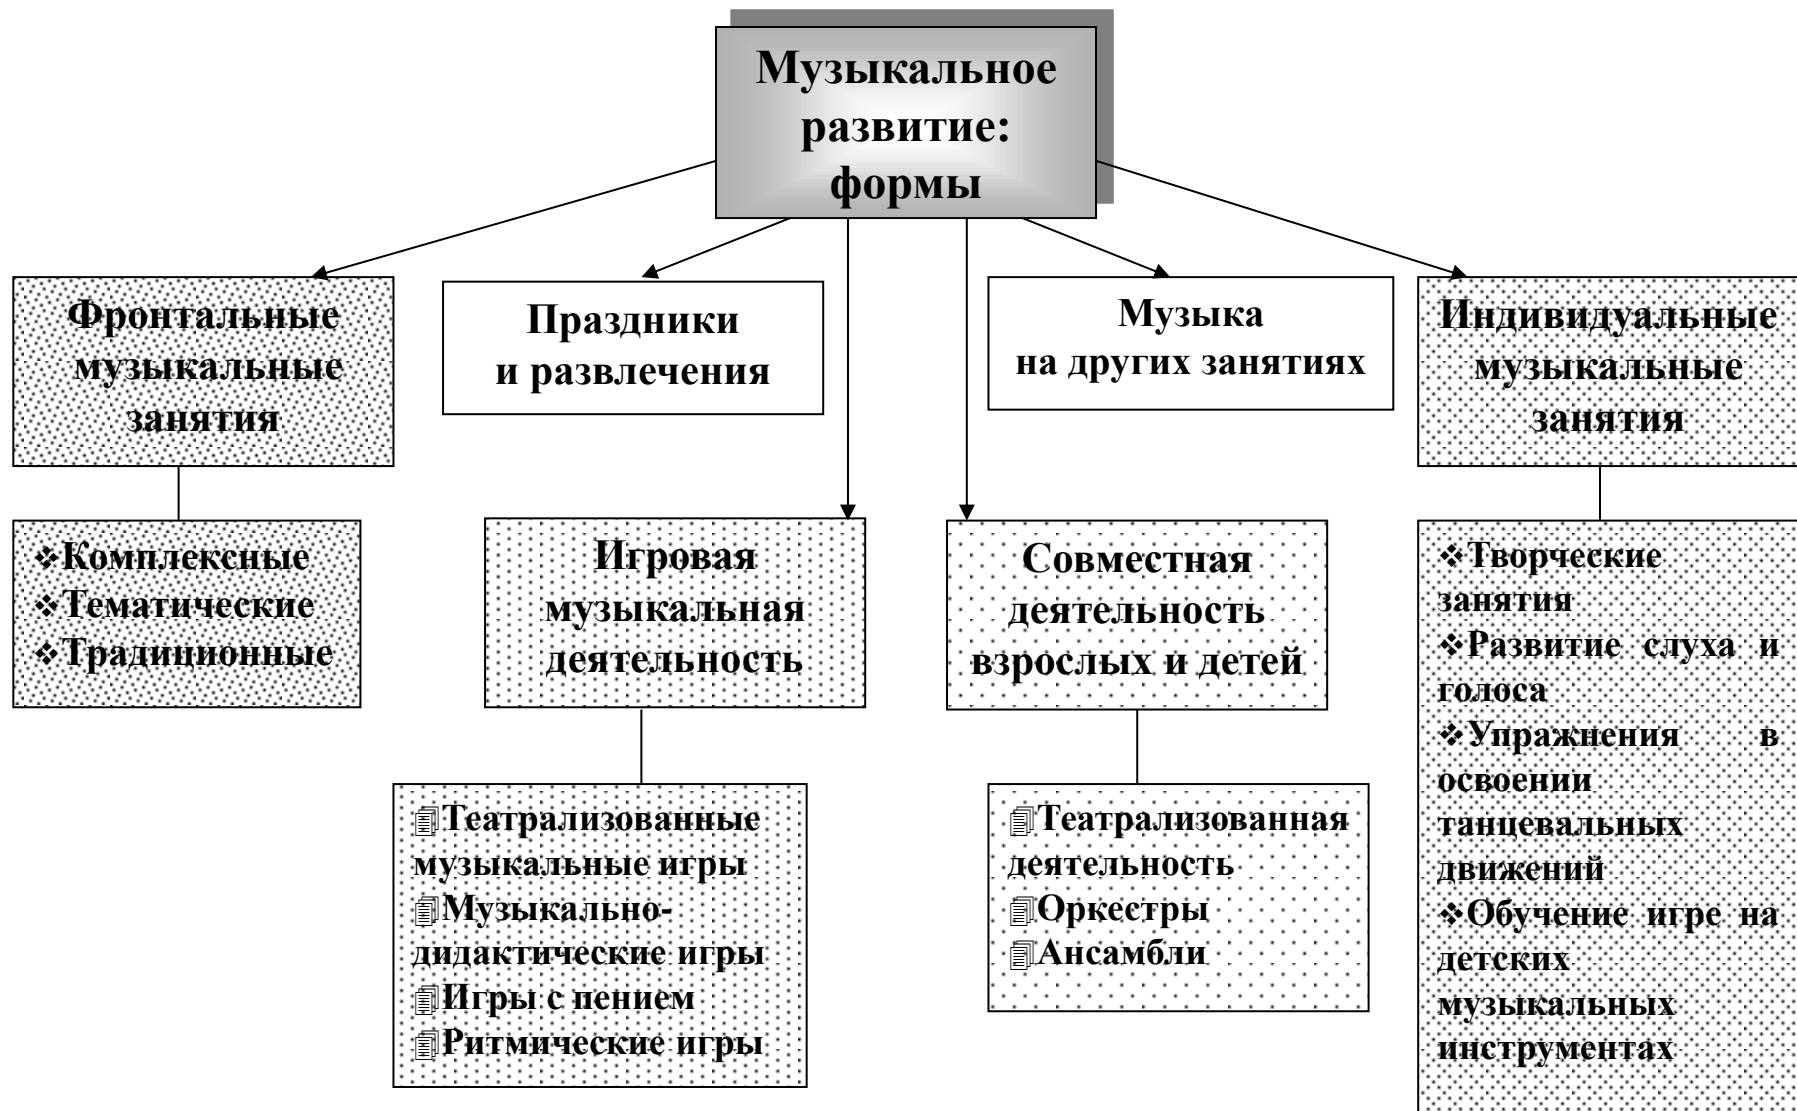 Музыкальное
развитие:
формы
Фронтальные
музыкальные
занятия
Праздники
и развлечения
Музыка
на других занятиях
Индивидуальные
музыкальные
занятия
❖Комплексные
❖Тематические
❖Традиционные
Игровая
музыкальная
деятельность
Совместная
деятельность
взрослых и детей
❖Творческие
занятия
❖Развитие слуха и
голоса
❖Упражнения в
освоении
танцевальных
движений
❖Обучение игре на
детских
музыкальных
инструментах
Театрализованные
музыкальные игры
Музыкально-
дидактические игры
Игры с пением
Ритмические игры
Театрализованная
деятельность
Оркестры
Ансамбли